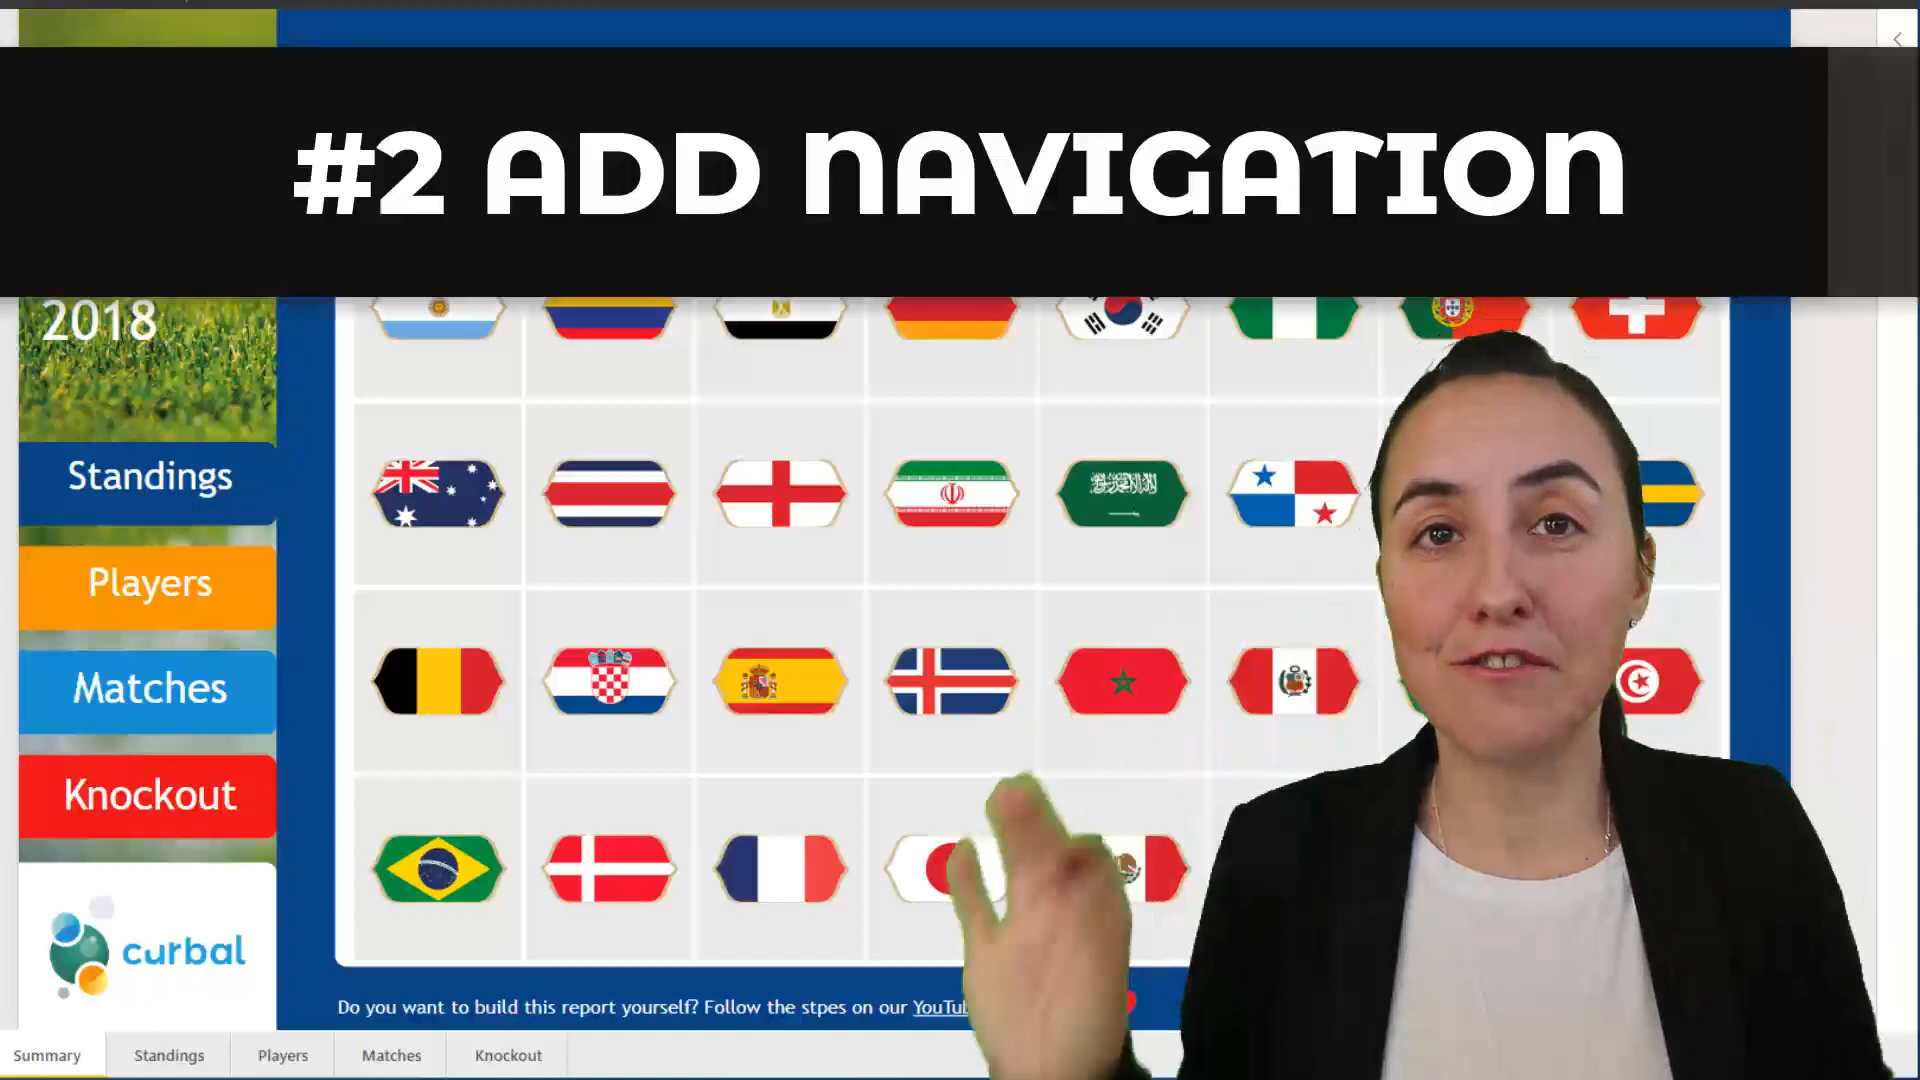 #2 ADD NAVIGATION
2018
Standings
Players
Matches
Knockout
curbal
Do you want to build this report yourself? Follow the stpes on our
Summary
Standings
Players
Matches
Knockout